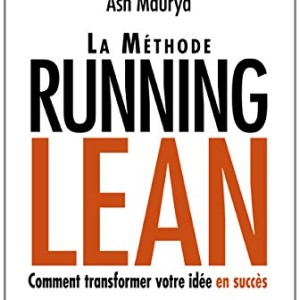 Ash Maurya
La Méthode
RUNNING
LEAN
Comment transformer votre idée en succès